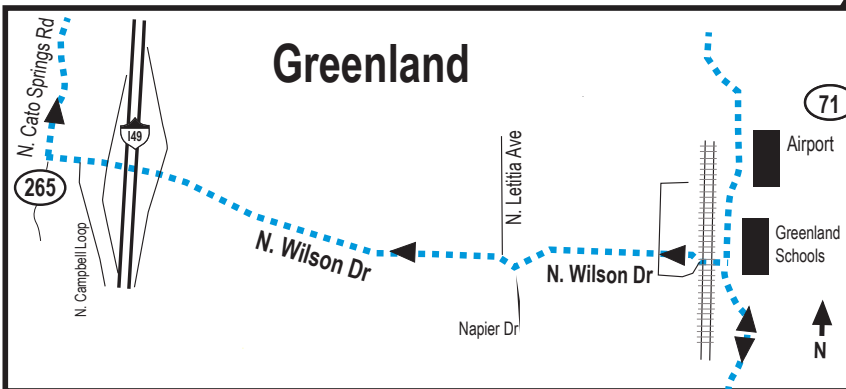 Greenland
N. Cato Springs Rd
I49
265
N. Campbell Loop
N. Wilson Dr
N. Letitia Ave
Napier Dr
N. Wilson Dr
71
Airport
Greenland
Schools
N